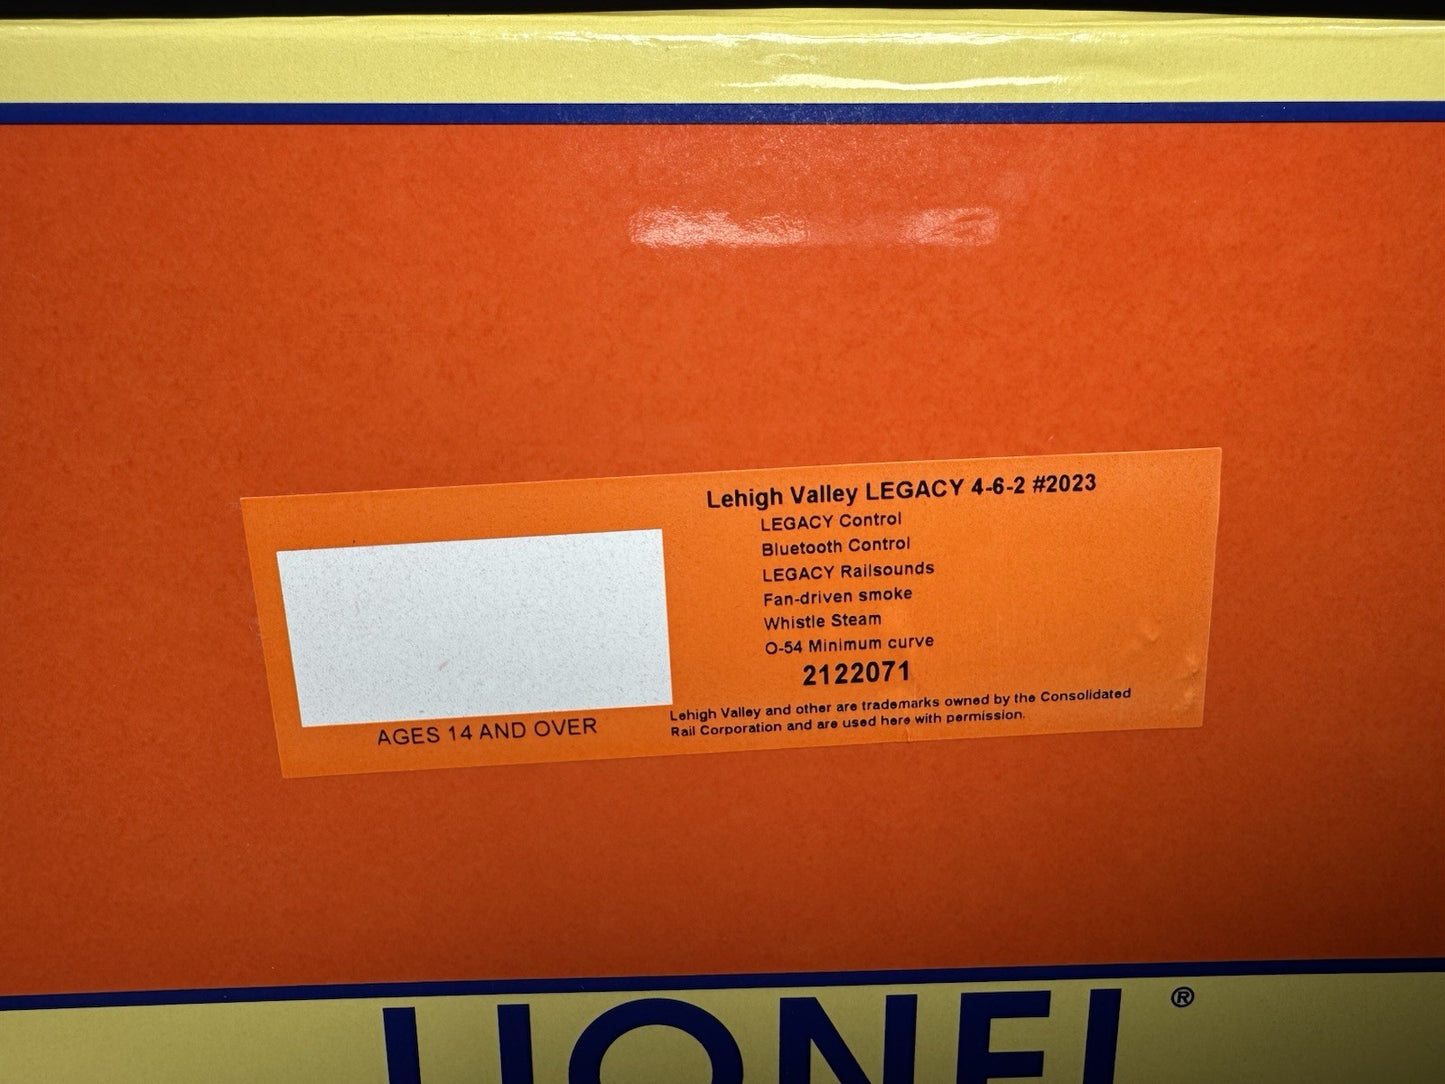 Lehigh Valley LEGACY 4-6-2 #2023
LEGACY Control
Bluetooth Control
LEGACY Railsounds
Fan-driven smoke
Whistle Steam
O-54 Minimum curve
2122071
Lehigh Valley and other are trademarks owned by the Consolidated
Rail Corporation and are used here with permission.
AGES 14 AND OVER
LIONEL ®